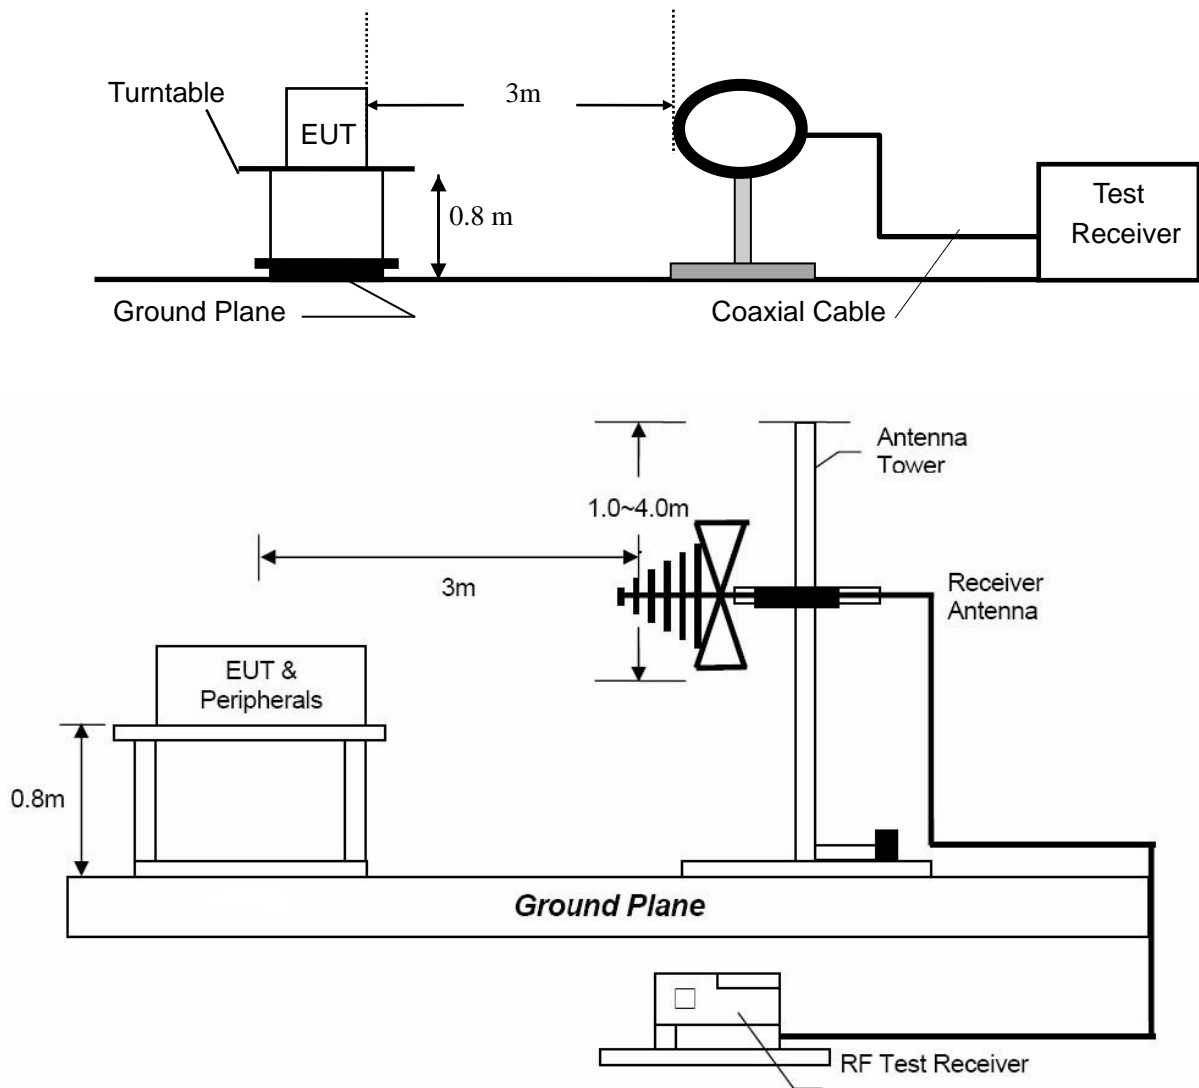 3m
Turntable
EUT
0.8 m
Test
Receiver
Ground Plane
Coaxial Cable
Antenna
Tower
1.0~4.0m
3m
Receiver
Antenna
EUT &
Peripherals
0.8m
Ground Plane
RF Test Receiver